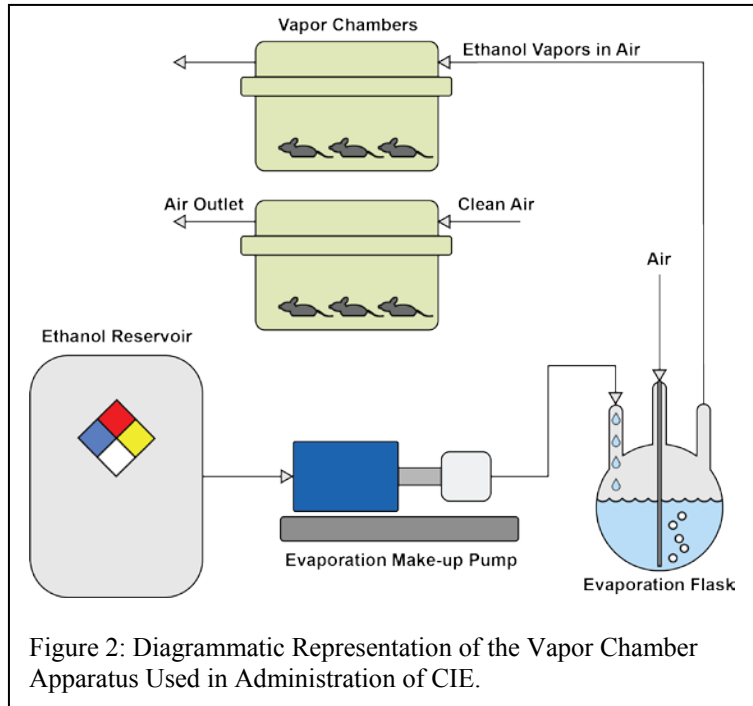 Vapor Chambers
Ethanol Vapors in Air
Air Outlet
Clean Air
Air
Ethanol Reservoir
Evaporation Make-up Pump
Evaporation Flask
Figure 2: Diagrammatic Representation of the Vapor Chamber
Apparatus Used in Administration of CIE.